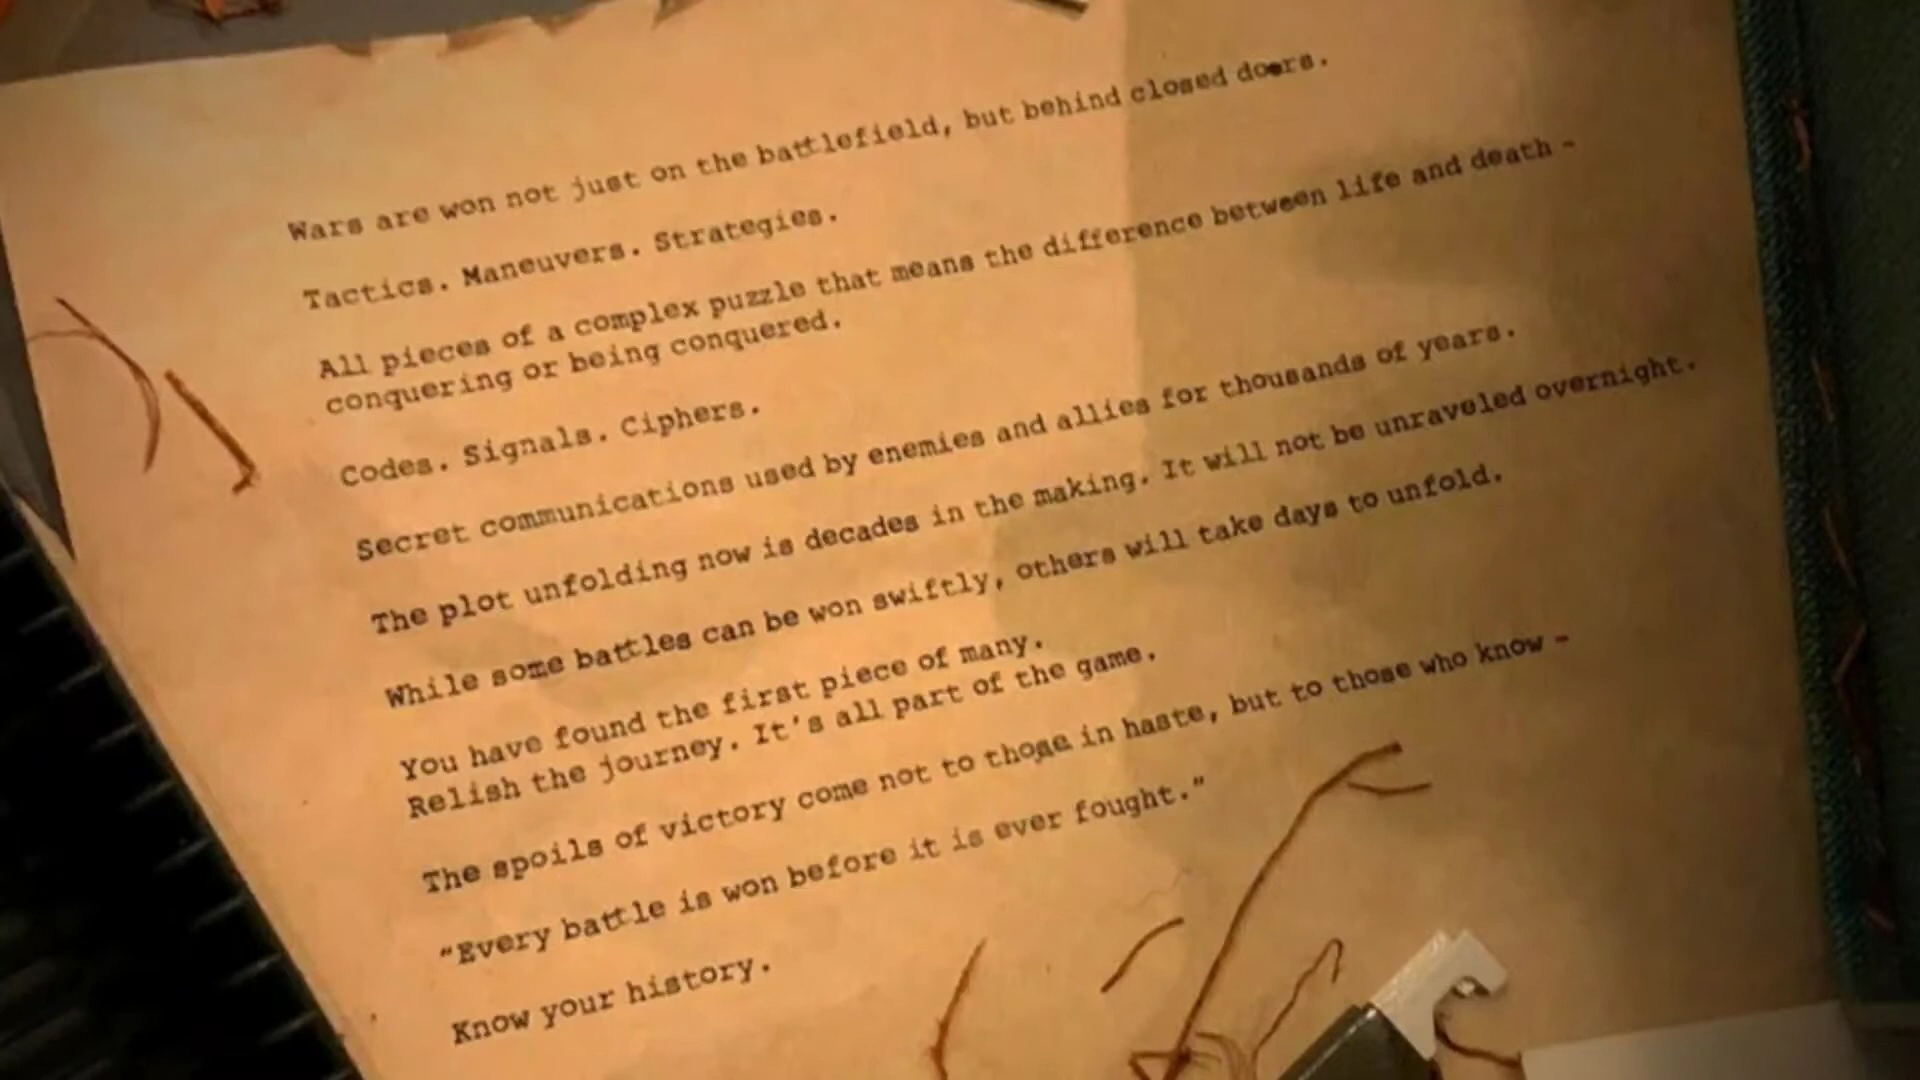 Wars are won not just on the battlefield, but behind closed doors.
Tactics. Maneuvers. Strategies.
All pieces of a complex puzzle that means the difference between life and death -
conquering or being conquered.
Codes. Signals. Ciphers.
Secret communications used by enemies and allies for thousands of years.
The plot unfolding now is decades in the making. It will not be unraveled overnight.
While some battles can be won swiftly, others will take days to unfold.
You have found the first piece of many.
Relish the journey. It's all part of the game.
The spoils of victory come not to those in haste, but to those who know -
"Every battle is won before it is ever fought."
Know your history.